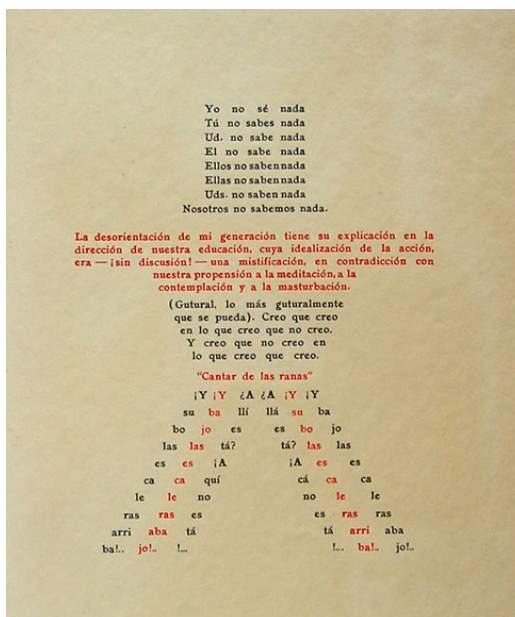 Yo no sé nada
Tú no sabes nada
Ud. no sabe nada
El no sabe nada
Ellos no saben nada
Ellas no saben nada
Uds. no saben nada
Nosotros no sabemos nada.
La desorientación de mi generación tiene su explicación en la
dirección de nuestra educación, cuya idealización de la acción,
era — ¡sin discusión! — una mistificación, en contradicción con
nuestra propensión a la meditación, a la
contemplación y a la masturbación.
(Gutural, lo más guturalmente
que se pueda). Creo que creo
en lo que creo que no creo.
Y creo que no creo en
lo que creo que creo.
"Cantar de las ranas"
¡Y ¡Y ¿A ¿A ¡Y ¡Y
su ba llí llá su ba
bo jo es es bo jo
las las tá? tá? las las
es es ¡A ¡A es es
ca ca quí cá ca ca
le le no no le le
ras ras es es ras ras
arri aba tá tá arri aba
ba!.. jo!.. !... !... ba!.. jo!..